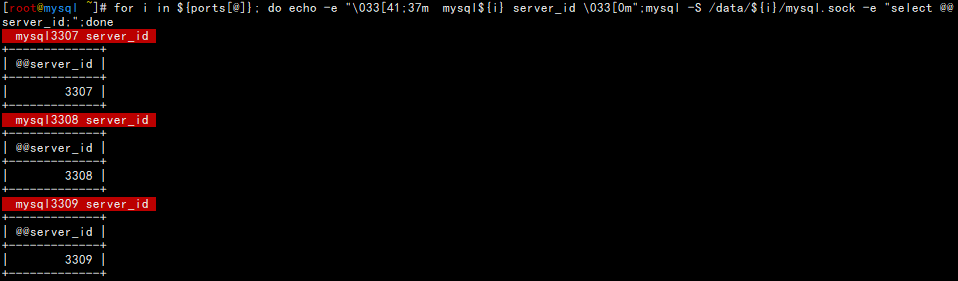 [root@mysql ~]# for i in ${ports[@]}; do echo -e "\033[41;37m  mysql${i} server_id \033[0m";mysql -S /data/${i}/mysql.sock -e "select @@
server_id;";done
  mysql3307 server_id
+-------------+
| @@server_id |
+-------------+
|        3307 |
+-------------+
  mysql3308 server_id
+-------------+
| @@server_id |
+-------------+
|        3308 |
+-------------+
  mysql3309 server_id
+-------------+
| @@server_id |
+-------------+
|        3309 |
+-------------+